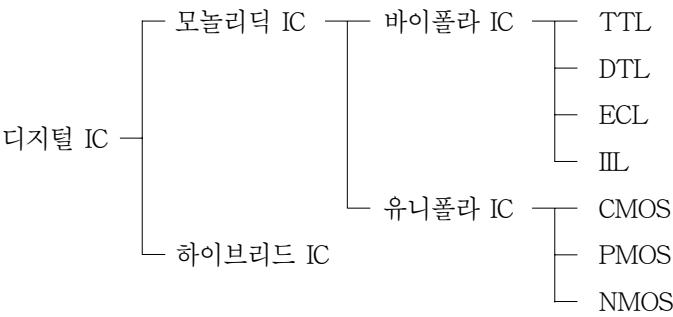 모놀리딕 IC 바이폴라 IC TTL
DTL
디지털 IC ECL
ⅡL
유니폴라 IC CMOS
하이브리드 IC PMOS
NMOS